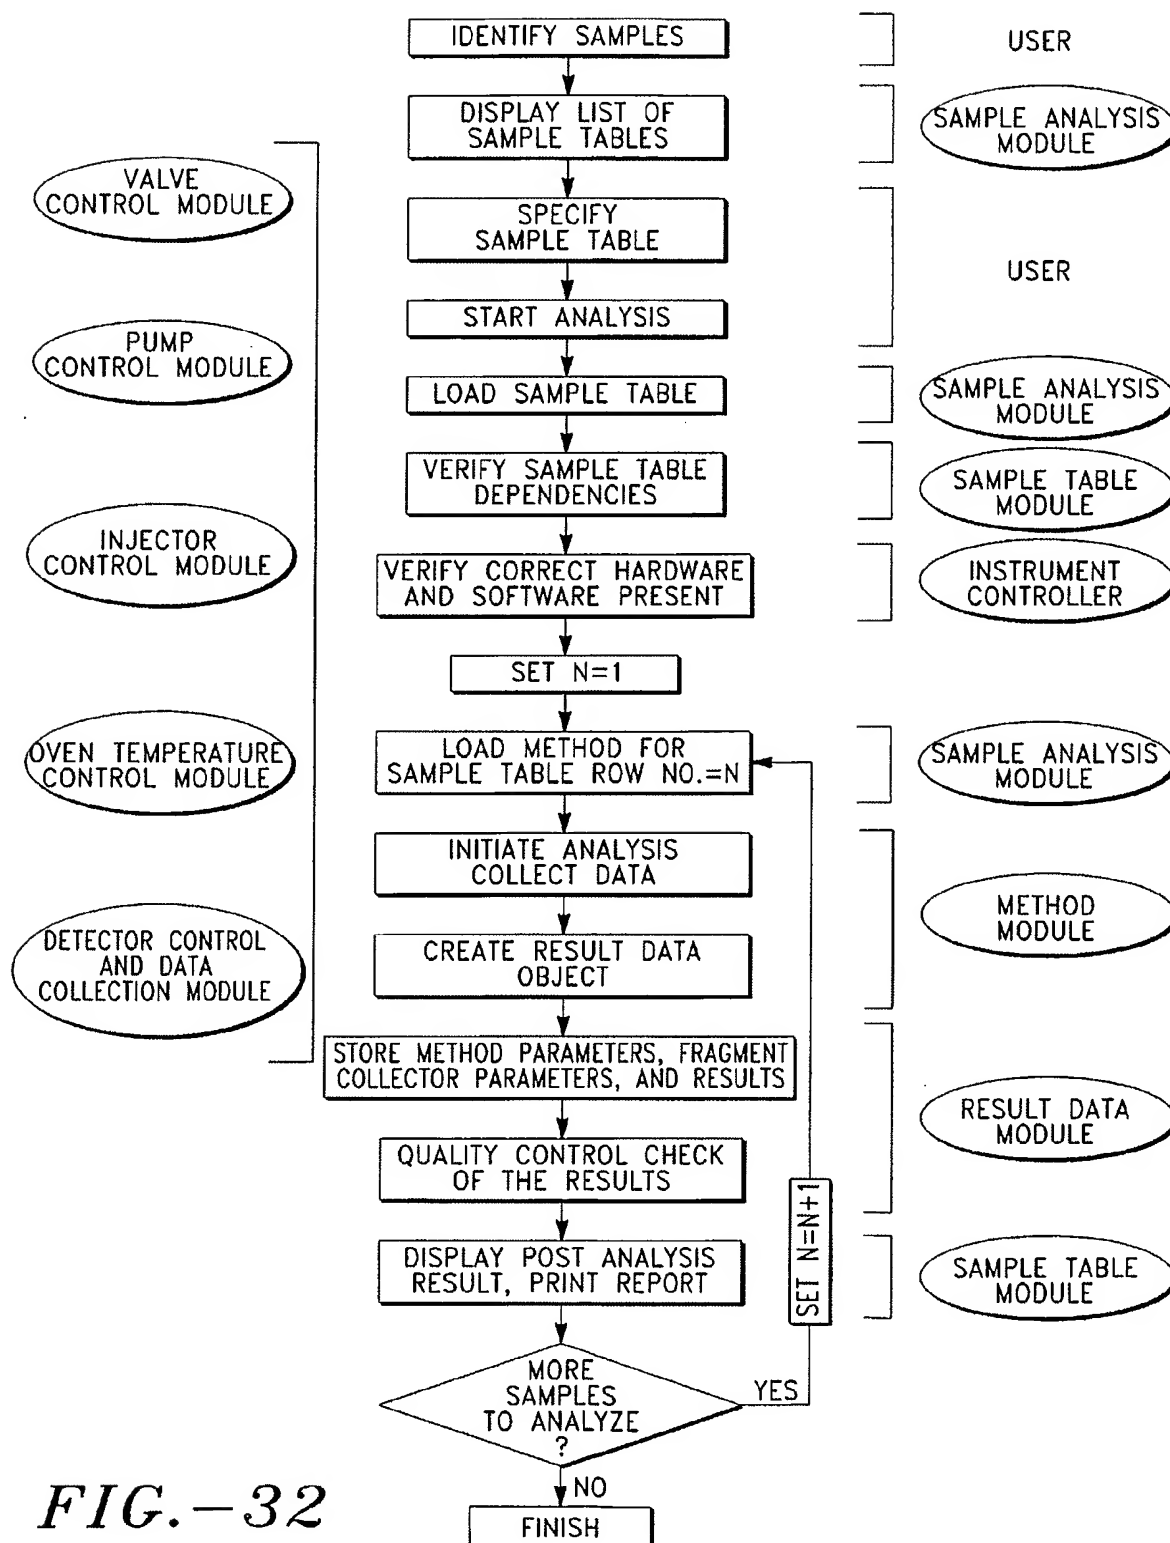 IDENTIFY SAMPLES
USER
DISPLAY LIST OF
SAMPLE TABLES
SAMPLE ANALYSIS
MODULE
VALVE
CONTROL MODULE
SPECIFY
SAMPLE TABLE
USER
START ANALYSIS
PUMP
CONTROL MODULE
LOAD SAMPLE TABLE
SAMPLE ANALYSIS
MODULE
VERIFY SAMPLE TABLE
DEPENDENCIES
SAMPLE TABLE
MODULE
INJECTOR
CONTROL MODULE
VERIFY CORRECT HARDWARE
AND SOFTWARE PRESENT
INSTRUMENT
CONTROLLER
SET N=1
OVEN TEMPERATURE
CONTROL MODULE
LOAD METHOD FOR
SAMPLE TABLE ROW NO.=N
SAMPLE ANALYSIS
MODULE
INITIATE ANALYSIS
COLLECT DATA
METHOD
MODULE
DETECTOR CONTROL
AND DATA
COLLECTION MODULE
CREATE RESULT DATA
OBJECT
STORE METHOD PARAMETERS, FRAGMENT
COLLECTOR PARAMETERS, AND RESULTS
RESULT DATA
MODULE
QUALITY CONTROL CHECK
OF THE RESULTS
SET N=N+1
DISPLAY POST ANALYSIS
RESULT, PRINT REPORT
SAMPLE TABLE
MODULE
MORE
SAMPLES
TO ANALYZE
?
YES
NO
FINISH
FIG.-32